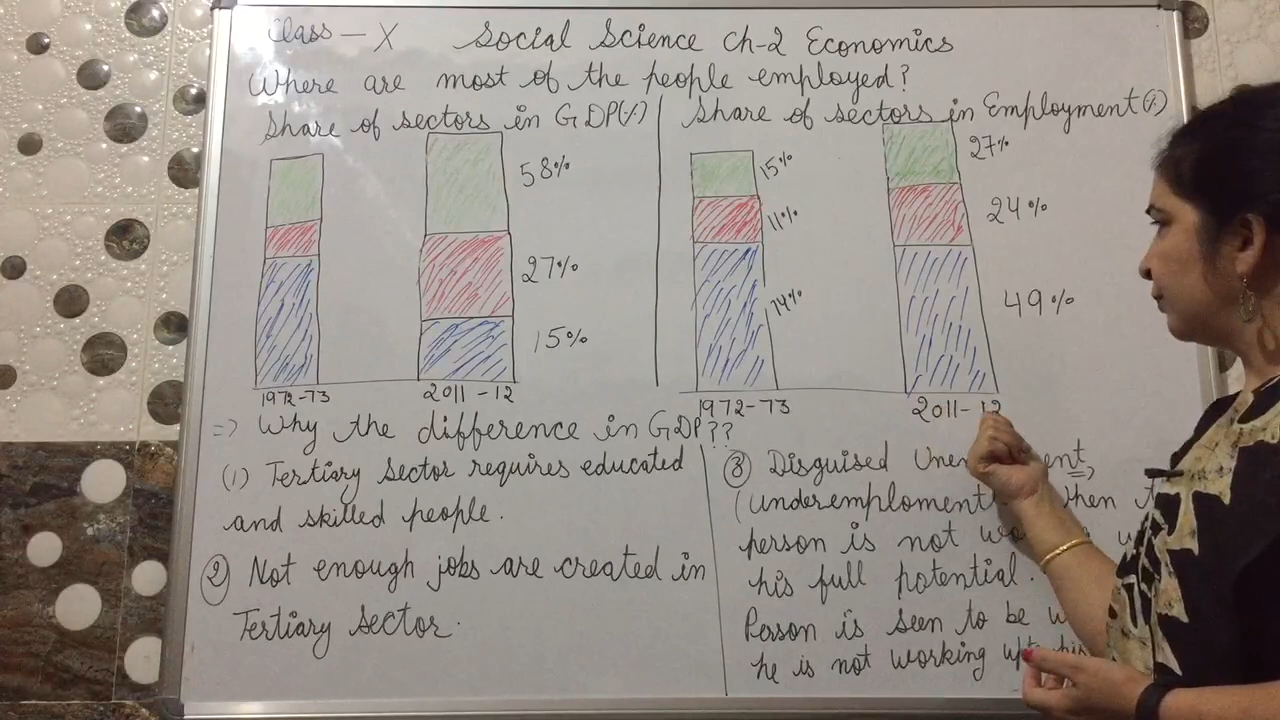 Class - X Social Science Ch-2 Economics
Where are most of the people employed?
Share of sectors in GDP(%)
58%
27%
15%
1972-73 2011-12
Share of sectors in Employment(%)
15%
11%
74%
27%
24%
49%
1972-73 2011-12
=> Why the difference in GDP??
(1) Tertiary sector requires educated
and skilled people.
(2) Not enough jobs are created in
Tertiary sector.
(3) Disguised
(Underemploment when
person is not
his full potential.
Person is seen to be
he is not working